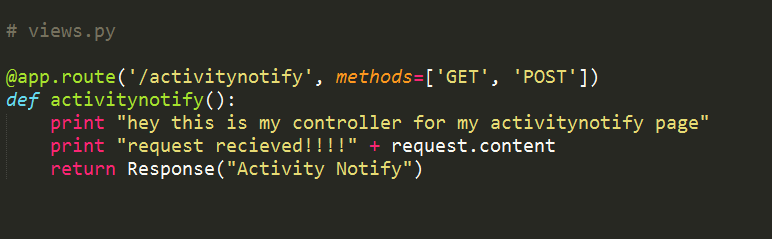 # views.py
@app.route('/activitynotify', methods=['GET', 'POST'])
def activitynotify():
    print "hey this is my controller for my activitynotify page"
    print "request recieved!!!!" + request.content
    return Response("Activity Notify")